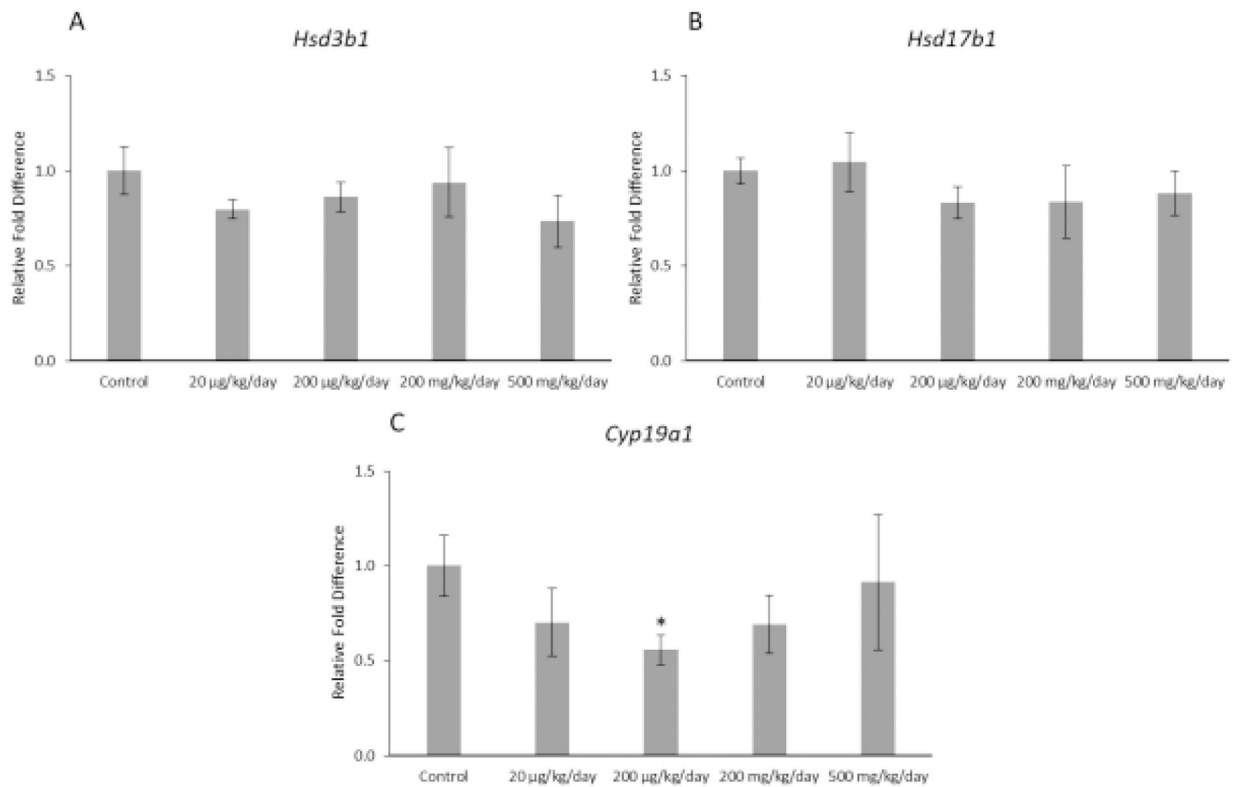 A
Hsd3b1
1.5
1.0
0.5
0.0
Relative Fold Difference
Control 20 µg/kg/day 200 µg/kg/day 200 mg/kg/day 500 mg/kg/day
B
Hsd17b1
1.5
1.0
0.5
0.0
Relative Fold Difference
Control 20 µg/kg/day 200 µg/kg/day 200 mg/kg/day 500 mg/kg/day
C
Cyp19a1
1.5
1.0
0.5
0.0
Relative Fold Difference
*
Control 20 µg/kg/day 200 µg/kg/day 200 mg/kg/day 500 mg/kg/day